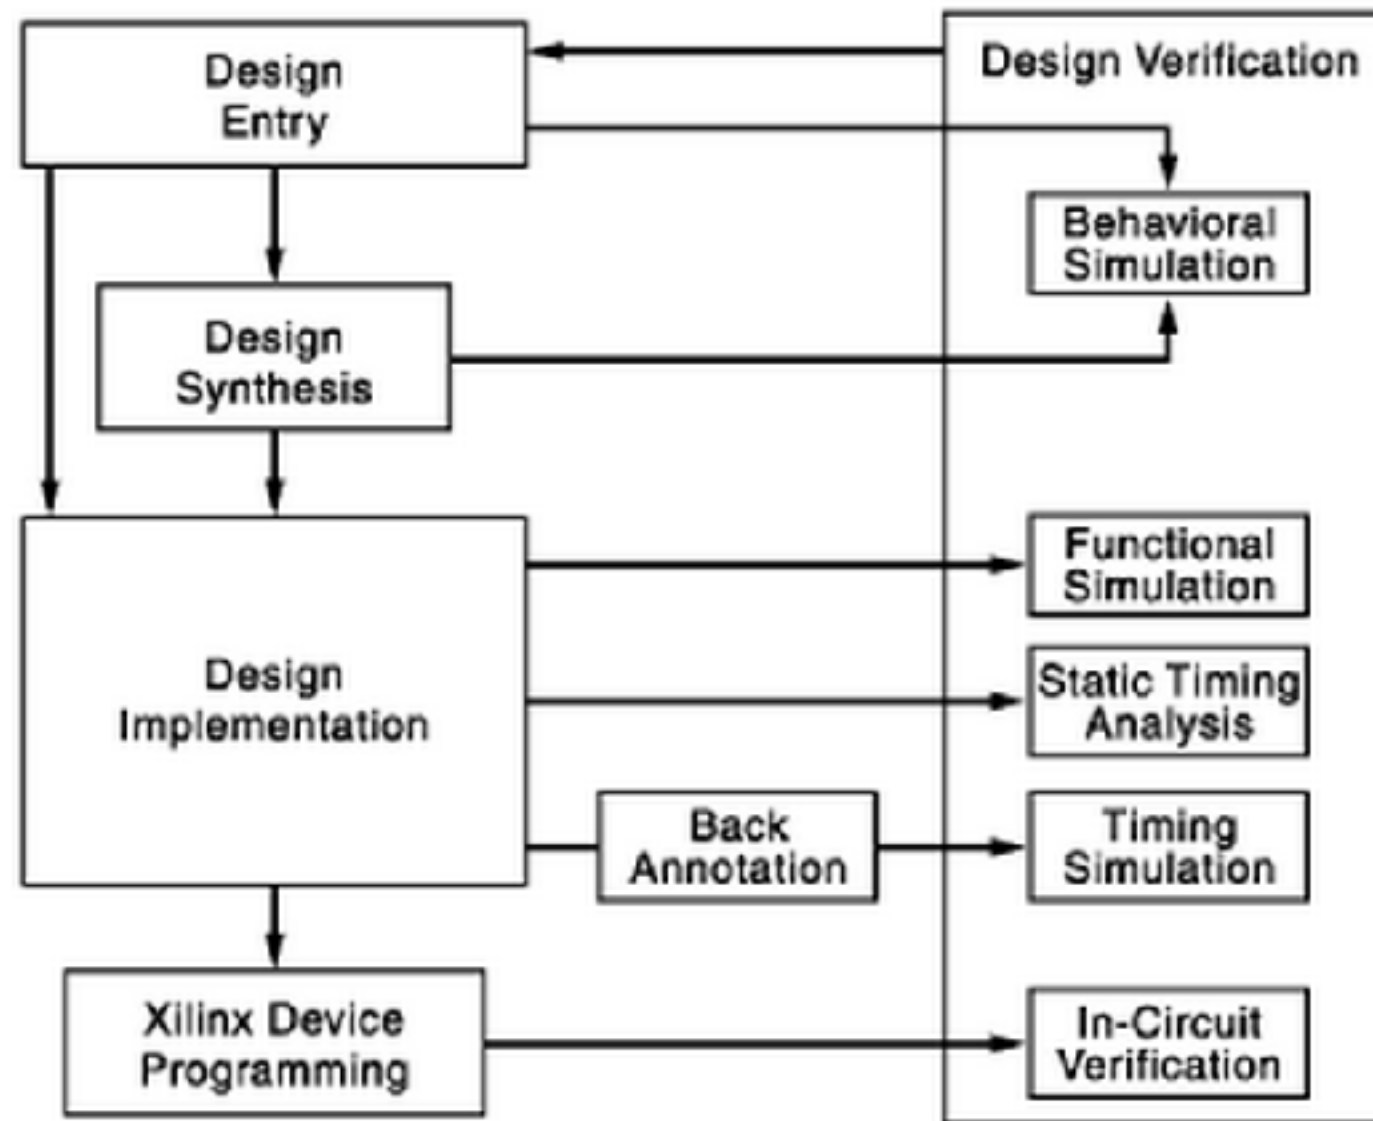 Design
Entry
Design Verification
Behavioral
Simulation
Design
Synthesis
Functional
Simulation
Design
Implementation
Static Timing
Analysis
Back
Annotation
Timing
Simulation
Xilinx Device
Programming
In-Circuit
Verification